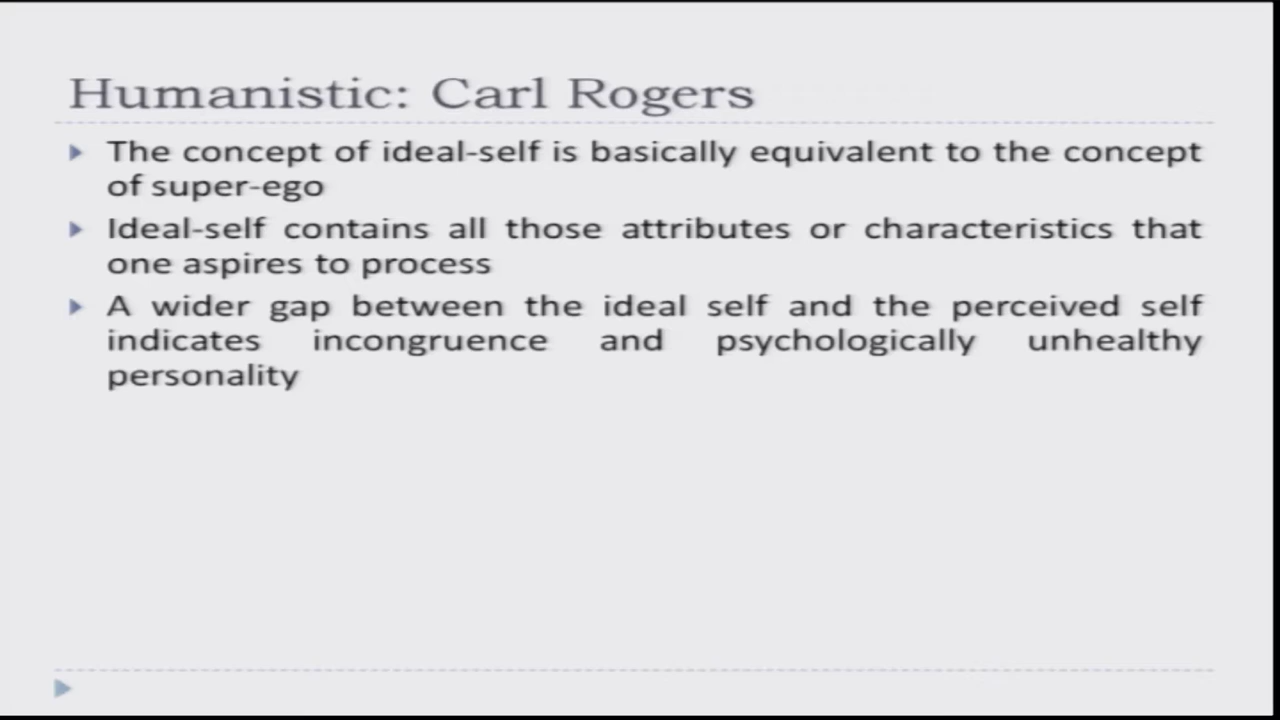 Humanistic: Carl Rogers
The concept of ideal-self is basically equivalent to the concept
of super-ego
Ideal-self contains all those attributes or characteristics that
one aspires to process
A wider gap between the ideal self and the perceived self
indicates incongruence and psychologically unhealthy
personality